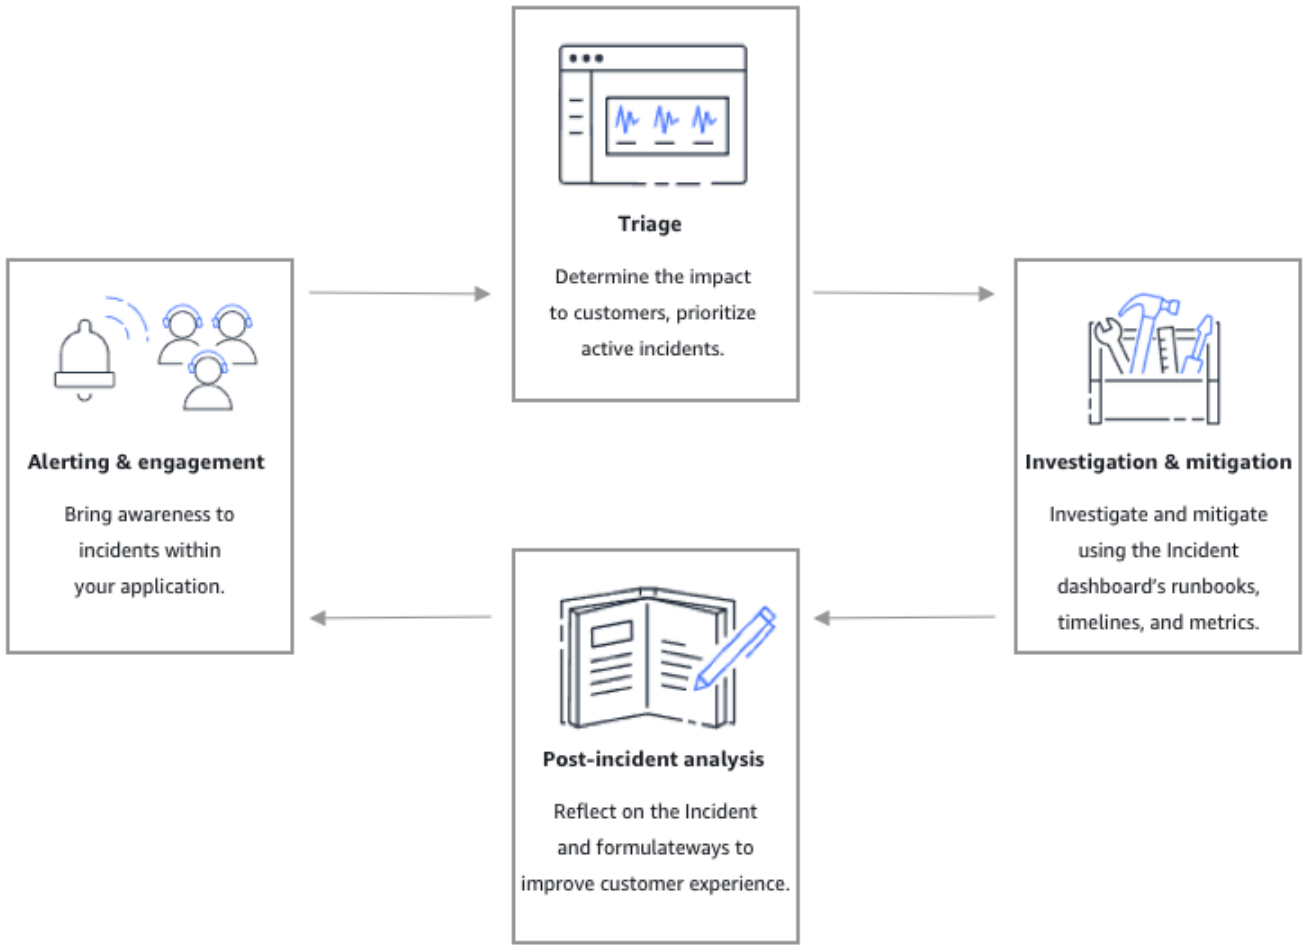 Triage
Determine the impact
to customers, prioritize
active incidents.
Alerting & engagement
Bring awareness to
incidents within
your application.
Investigation & mitigation
Investigate and mitigate
using the Incident
dashboard's runbooks,
timelines, and metrics.
Post-incident analysis
Reflect on the Incident
and formulateways to
improve customer experience.